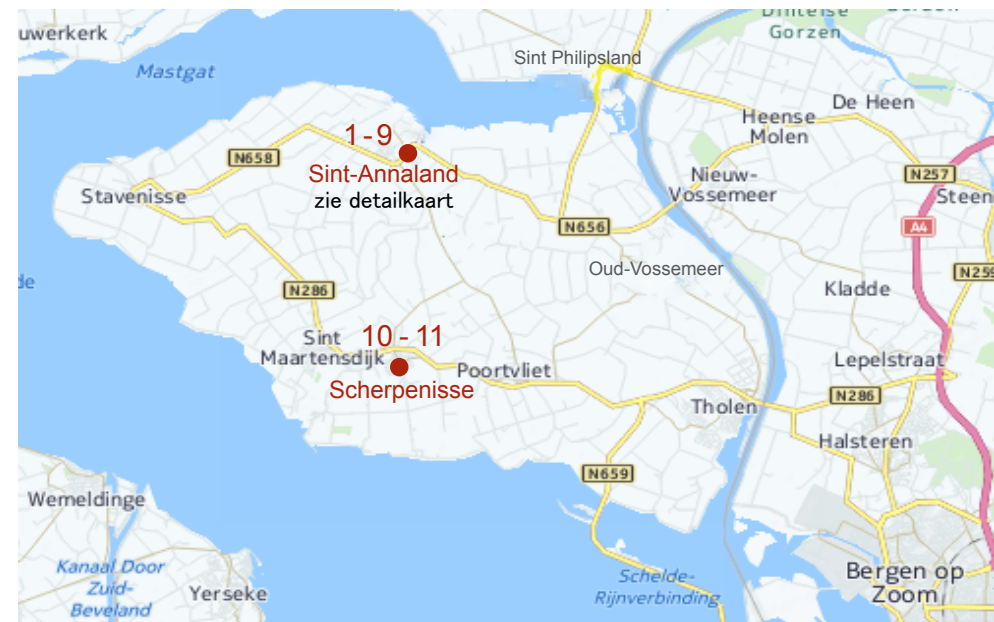 Dintelse
Gorzen
uwerkerk
Mastgat
Sint Philipsland
De Heen
Heense
Molen
1-9
N658
Sint-Annaland
zie detailkaart
Stavenisse
Nieuw-
Vossemeer
N257
Steen
N656
A4
Oud-Vossemeer
N259
de
N286
Kladde
Sint
Maartensdijk
10 - 11
Scherpenisse
Poortvliet
Lepelstraat
N286
Tholen
Halsteren
N659
Wemeldinge
Kanaal Door
Zuid-
Beveland
Yerseke
Schelde-
Rijnverbinding
Bergen op
Zoom